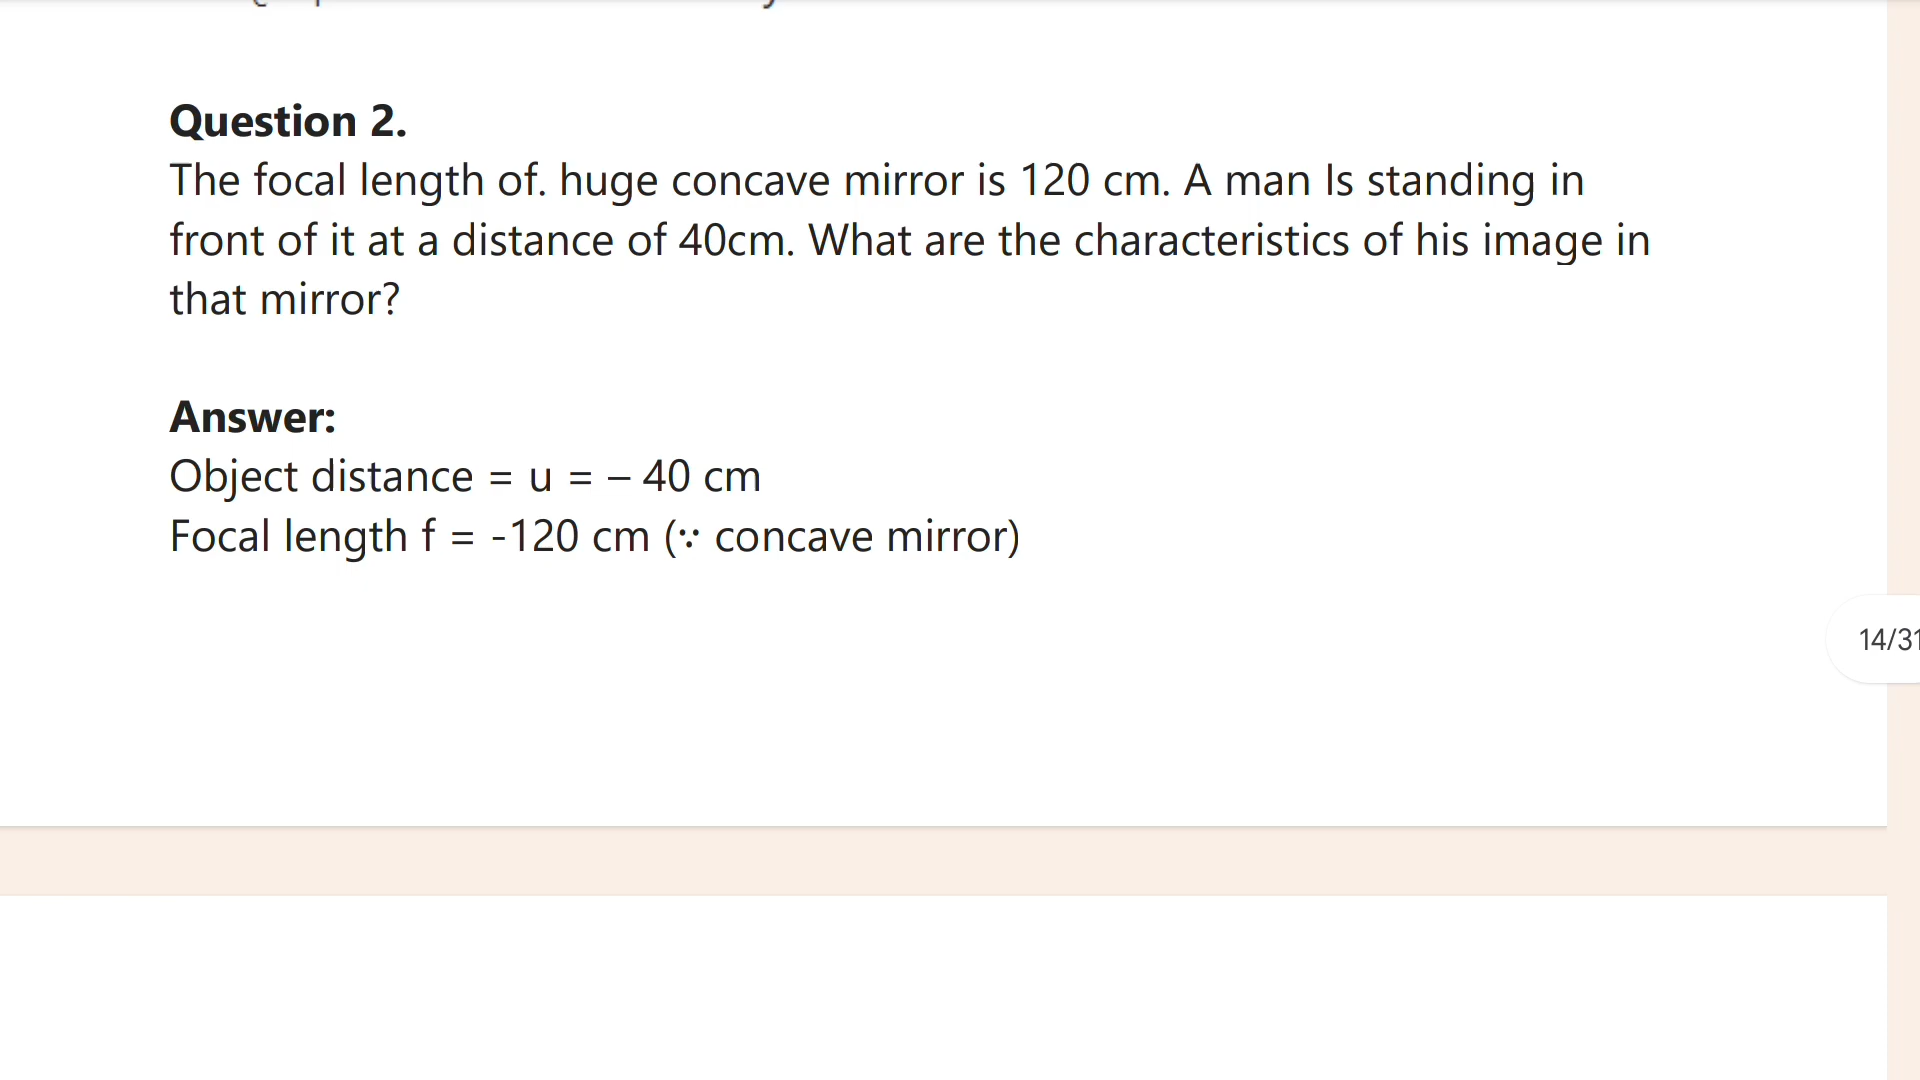 Question 2.
The focal length of. huge concave mirror is 120 cm. A man Is standing in
front of it at a distance of 40cm. What are the characteristics of his image in
that mirror?
Answer:
Object distance = u = – 40 cm
Focal length f = -120 cm (∵ concave mirror)
14/31